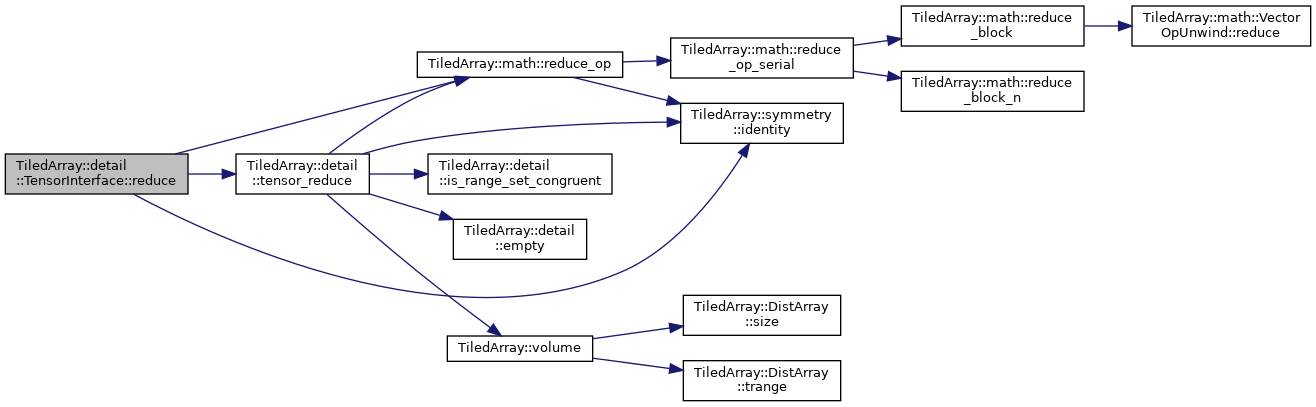 TiledArray::detail
::TensorInterface::reduce
TiledArray::math::reduce_op
TiledArray::detail
::tensor_reduce
TiledArray::math::reduce
_op_serial
TiledArray::math::reduce
_block
TiledArray::math::Vector
OpUnwind::reduce
TiledArray::math::reduce
_block_n
TiledArray::symmetry
::identity
TiledArray::detail
::is_range_set_congruent
TiledArray::detail
::empty
TiledArray::volume
TiledArray::DistArray
::size
TiledArray::DistArray
::trange